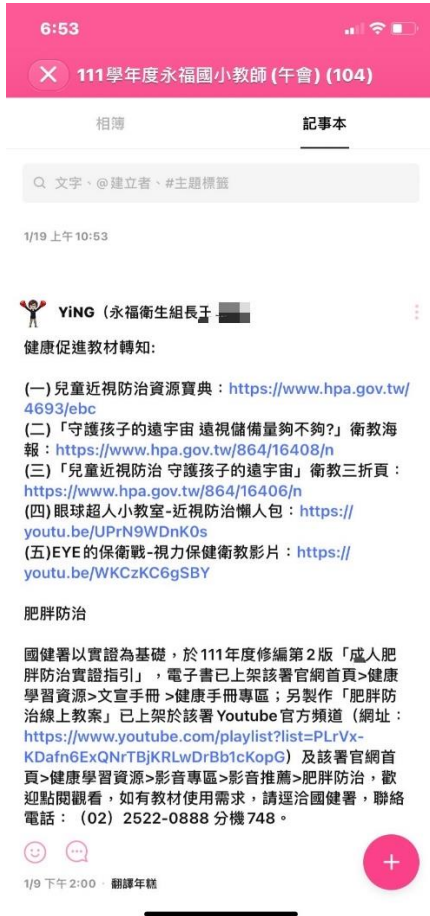 6:53
111學年度永福國小教師 (午會) (104)
相簿
記事本
文字、@建立者、#主題標籤
1/19 上午10:53
YiNG（永福衛生組長王
健康促進教材轉知:
(一) 兒童近視防治資源寶典：https://www.hpa.gov.tw/
4693/ebc
(二)「守護孩子的遠宇宙 遠視儲備量夠不夠?」衛教海
報：https://www.hpa.gov.tw/864/16408/n
(三)「兒童近視防治 守護孩子的遠宇宙」衛教三折頁：
https://www.hpa.gov.tw/864/16406/n
(四) 眼球超人小教室-近視防治懶人包：https://
youtu.be/UPrN9WDnK0s
(五)EYE的保衛戰-視力保健衛教影片：https://
youtu.be/WKCzKC6gSBY
肥胖防治
國健署以實證為基礎，於111年度修編第2版「成人肥
胖防治實證指引」，電子書已上架該署官網首頁>健康
學習資源>文宣手冊 >健康手冊專區；另製作「肥胖防
治線上教案」已上架於該署Youtube官方頻道（網址：
https://www.youtube.com/playlist?list=PLrVx-
KDafn6ExQNrTBjKRLwDrBb1cKopG）及該署官網首
頁>健康學習資源>影音專區>影音推薦>肥胖防治，歡
迎點閱觀看，如有教材使用需求，請逕洽國健署，聯絡
電話：（02）2522-0888 分機748。
1/9 下午2:00 · 翻譯年糕